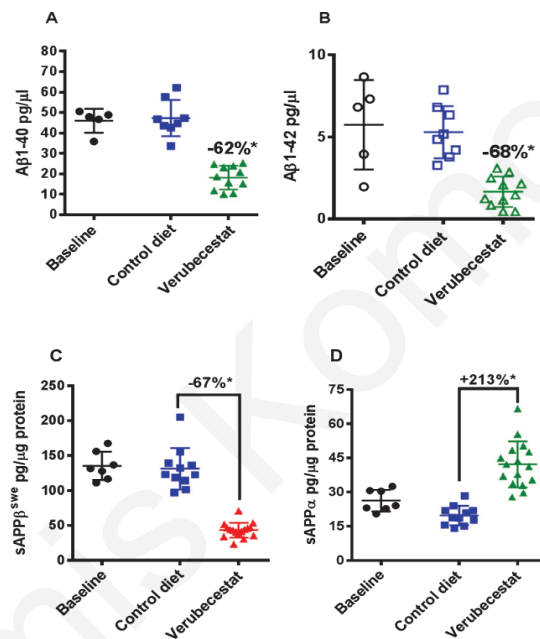 A
Aβ1-40 pg/μl
80
70
60
50
40
30
20
10
0
-62%*
Baseline
Control diet
Verubecestat
B
Aβ1-42 pg/μl
10
5
0
-68%*
Baseline
Control diet
Verubecestat
C
sAPPβswe pg/μg protein
250
200
150
100
50
0
-67%*
Baseline
Control diet
Verubecestat
D
sAPPα pg/μg protein
75
60
45
30
15
0
+213%*
Baseline
Control diet
Verubecestat